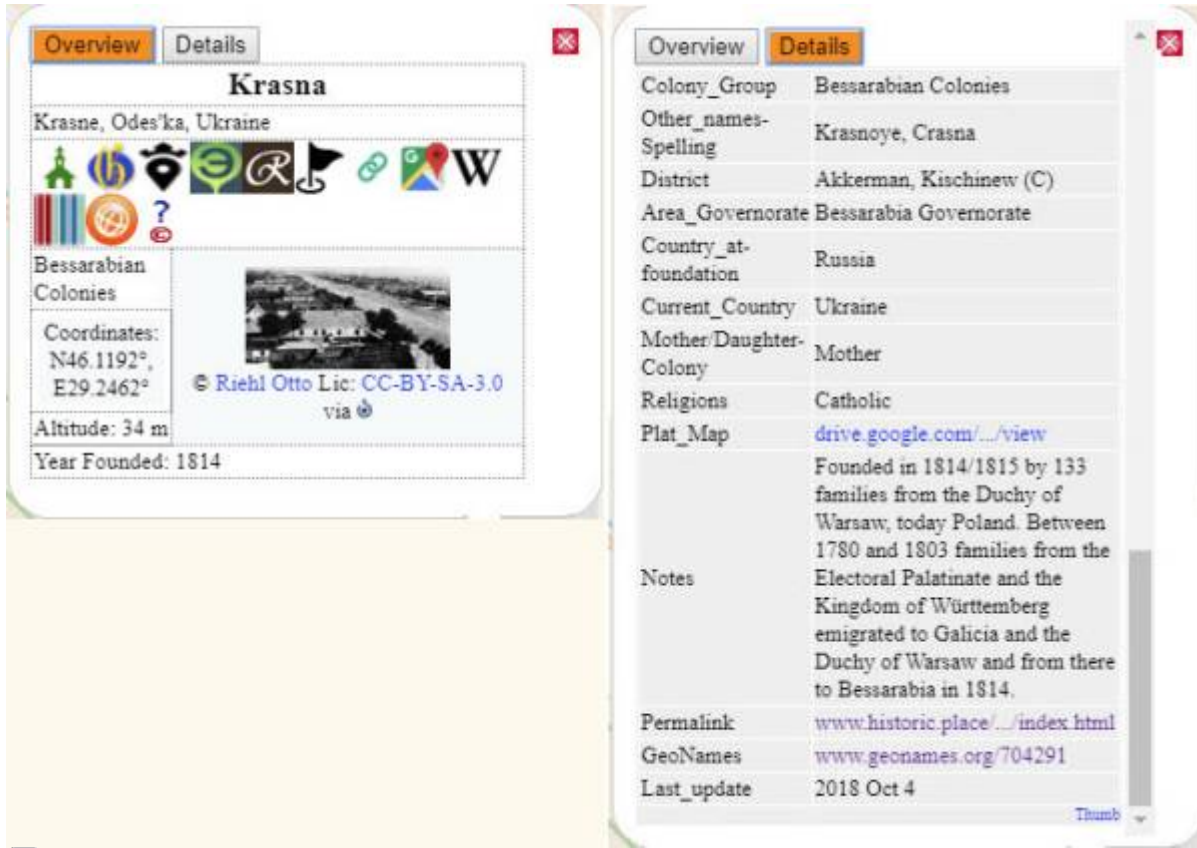 Overview Details
Krasna
Krasne, Odes'ka, Ukraine
G W
? ©
Bessarabian
Colonies
Coordinates:
N46.1192°,
E29.2462°
Altitude: 34 m
© Riehl Otto Lic: CC-BY-SA-3.0
via
Year Founded: 1814
Overview Details
Colony_Group Bessarabian Colonies
Other_names-
Spelling Krasnoye, Crasna
District Akkerman, Kischinew (C)
Area_Governorate Bessarabia Governorate
Country_at-
foundation Russia
Current_Country Ukraine
Mother/Daughter-
Colony Mother
Religions Catholic
Plat_Map drive.google.com/.../view
Notes Founded in 1814/1815 by 133
families from the Duchy of
Warsaw, today Poland. Between
1780 and 1803 families from the
Electoral Palatinate and the
Kingdom of Württemberg
emigrated to Galicia and the
Duchy of Warsaw and from there
to Bessarabia in 1814.
Permalink www.historic.place/.../index.html
GeoNames www.geonames.org/704291
Last_update 2018 Oct 4
Thumb